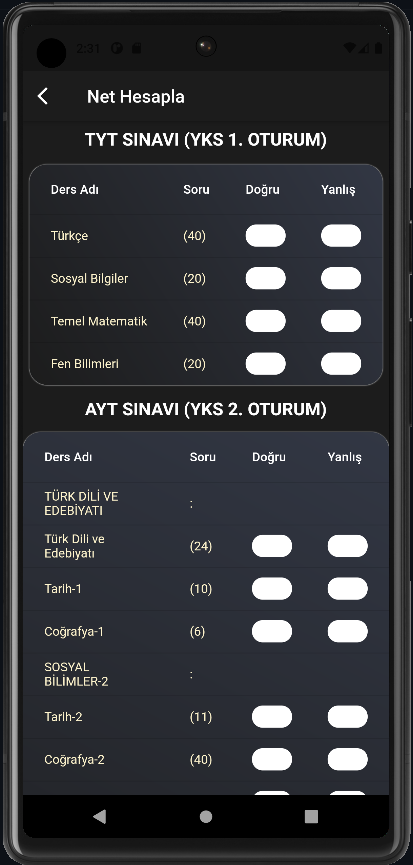 2:31
Net Hesapla
TYT SINAVI (YKS 1. OTURUM)
Ders Adı Soru Doğru Yanlış
Türkçe (40)
Sosyal Bilgiler (20)
Temel Matematik (40)
Fen Bilimleri (20)
AYT SINAVI (YKS 2. OTURUM)
Ders Adı Soru Doğru Yanlış
TÜRK DİLİ VE
EDEBİYATI :
Türk Dili ve
Edebiyatı (24)
Tarih-1 (10)
Coğrafya-1 (6)
SOSYAL
BİLİMLER-2 :
Tarih-2 (11)
Coğrafya-2 (40)